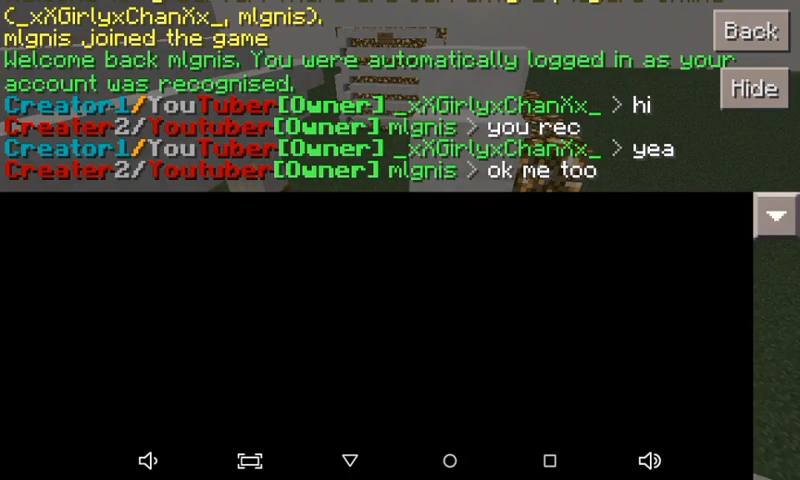 (_xXGirlyxChanXx_, mlgnis).
mlgnis joined the game
Welcome back mlgnis. You were automatically logged in as your
account was recognised.
Creator1/YouTuber[Owner] _xXGirlyxChanXx_ > hi
Creater2/Youtuber[Owner] mlgnis > you rec
Creator1/YouTuber[Owner] _xXGirlyxChanXx_ > yea
Creater2/Youtuber[Owner] mlgnis > ok me too
Back
Hide